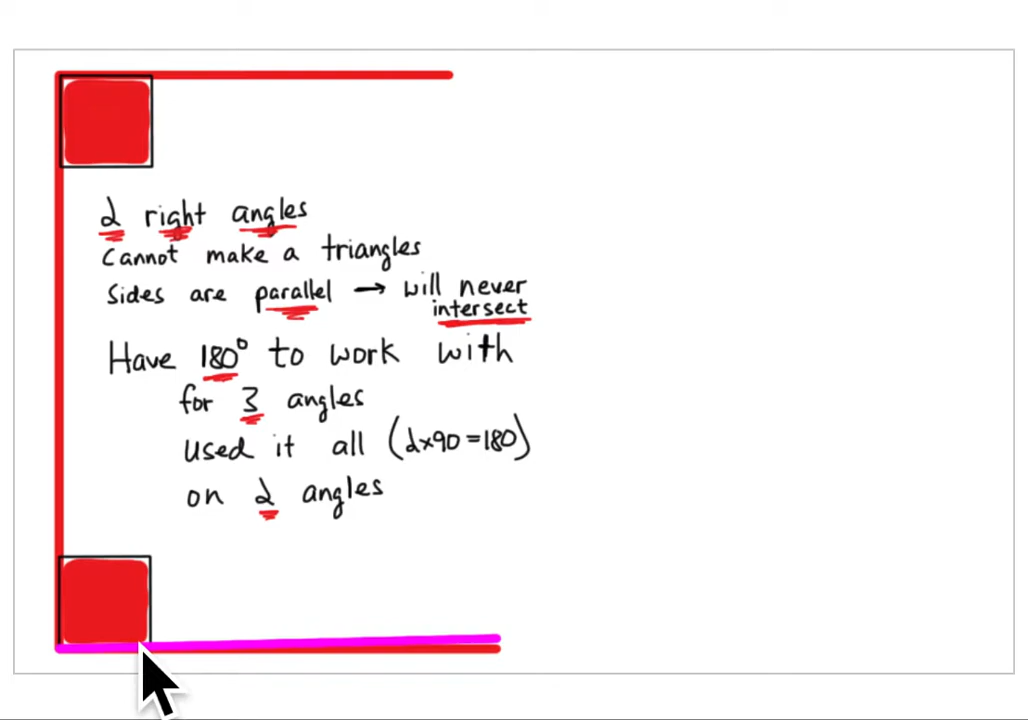 2 right angles
Cannot make a triangles
Sides are parallel → will never
intersect
Have 180° to work with
for 3 angles
used it all (2x90=180)
on 2 angles